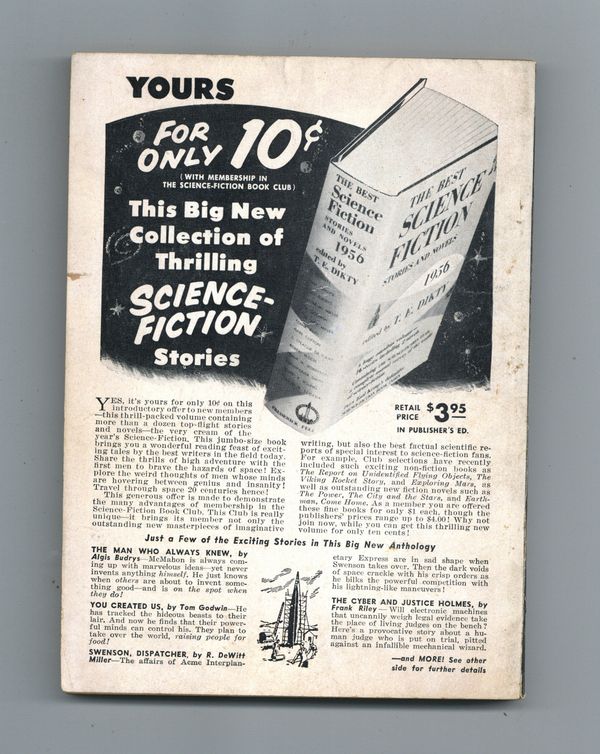 YOURS
FOR
ONLY 10¢
(WITH MEMBERSHIP IN
THE SCIENCE-FICTION BOOK CLUB)
This Big New
Collection of
Thrilling
SCIENCE-
FICTION
Stories
THE BEST
Science
Fiction
STORIES
AND NOVELS
1956
edited by
T. E. DIKTY
THE BEST
SCIENCE
FICTION
STORIES AND NOVELS
1956
edited by T. E. DIKTY
RETAIL
PRICE $3.95
IN PUBLISHER'S ED.
YES, it's yours for only 10¢ on this
introductory offer to new members
—this thrill-packed volume containing
more than a dozen top-flight stories
and novels—the very cream of the
year's Science-Fiction. This jumbo-size book
brings you a wonderful reading feast of excit-
ing tales by the best writers in the field today.
Share the thrills of high adventure with the
first men to brave the hazards of space! Ex-
plore the weird thoughts of men whose minds
are hovering between genius and insanity!
Travel through space 20 centuries hence!
This generous offer is made to demonstrate
the many advantages of membership in the
Science-Fiction Book Club. This Club is really
unique—it brings its member not only the
outstanding new masterpieces of imaginative
writing, but also the best factual scientific re-
ports of special interest to science-fiction fans.
For example, Club selections have recently
included such exciting non-fiction books as
The Report on Unidentified Flying Objects, The
Viking Rocket Story, and Exploring Mars, as
well as outstanding new fiction novels such as
The Power, The City and the Stars, and Earth-
man, Come Home. As a member you are offered
these fine books for only $1 each, though the
publishers' prices range up to $4.00! Why not
join now, while you can get this thrilling new
volume for only ten cents!
Just a Few of the Exciting Stories in This Big New Anthology
THE MAN WHO ALWAYS KNEW, by
Algis Budrys—McMahon is always com-
ing up with marvelous ideas—yet never
invents anything himself. He just knows
when others are about to invent some-
thing good—and is on the spot when
they do!
YOU CREATED US, by Tom Godwin—He
has tracked the hideous beasts to their
lair. And now he finds that their power-
ful minds can control his. They plan to
take over the world, raising people for
food!
SWENSON, DISPATCHER, by R. DeWitt
Miller—The affairs of Acme Interplan-
etary Express are in sad shape when
Swenson takes over. Then the dark voids
of space crackle with his crisp orders as
he bilks the powerful competition with
his lightning-like maneuvers!
THE CYBER AND JUSTICE HOLMES, by
Frank Riley — Will electronic machines
that uncannily weigh legal evidence take
the place of living judges on the bench?
Here's a provocative story about a hu-
man judge who is put on trial, pitted
against an infallible mechanical wizard.
—and MORE! See other
side for further details